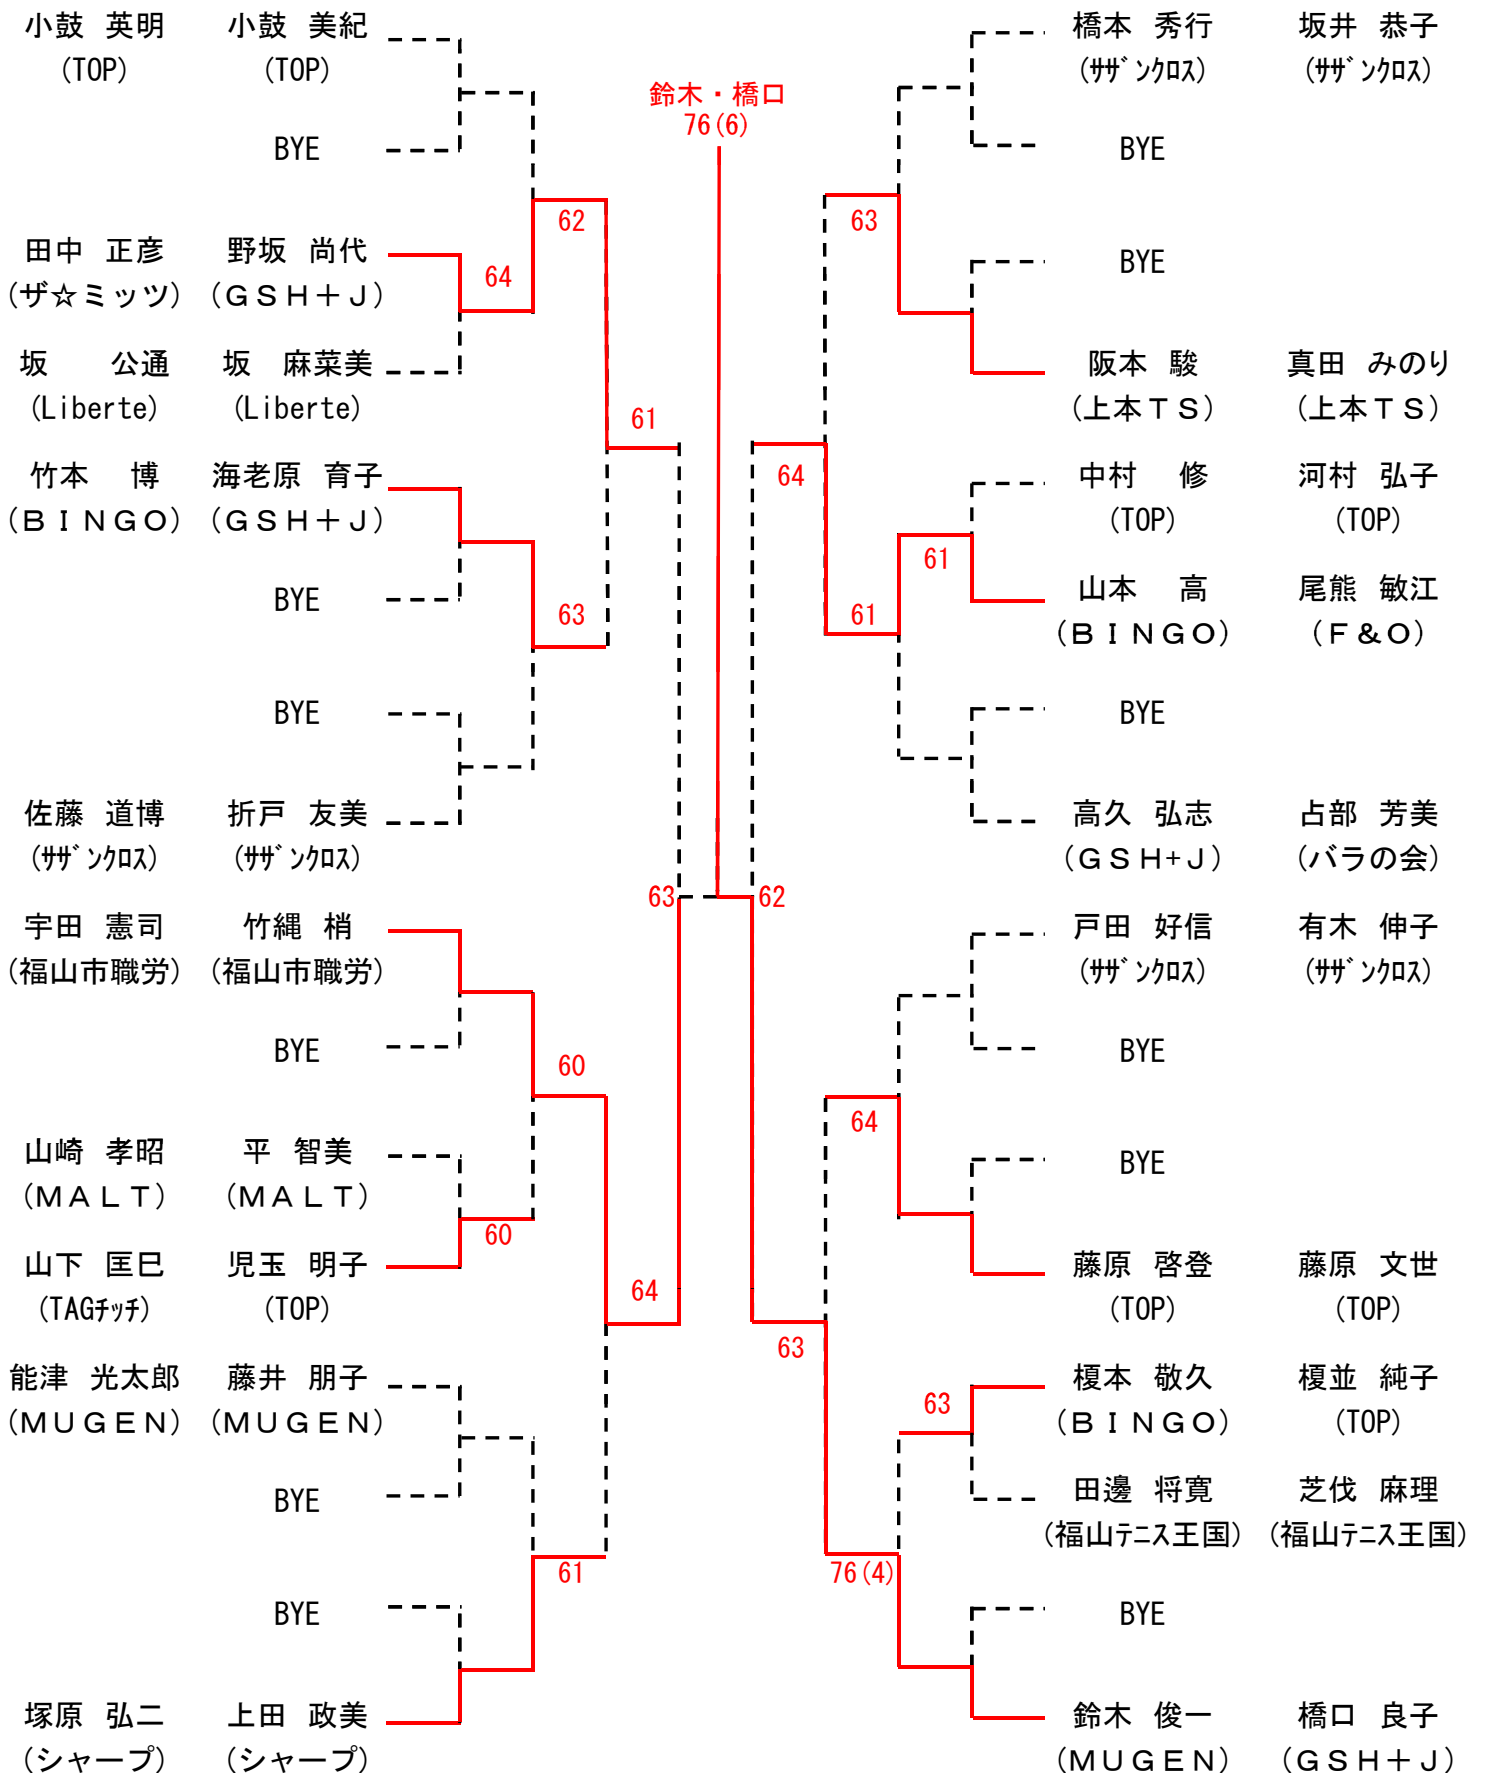 鈴木・橋口
76(6)
小鼓 英明 小鼓 美紀
(TOP) (TOP)
BYE
62
田中 正彦 野坂 尚代
(ザ☆ミッツ) (GSH+J)
64
坂 公通 坂 麻菜美
(Liberte) (Liberte)
61
竹本 博 海老原 育子
(BINGO) (GSH+J)
BYE
63
BYE
佐藤 道博 折戸 友美
(ｻｻﾞﾝｸﾛｽ) (ｻｻﾞﾝｸﾛｽ)
63
宇田 憲司 竹縄 梢
(福山市職労) (福山市職労)
BYE
60
山崎 孝昭 平 智美
(MALT) (MALT)
60
山下 匡巳 児玉 明子
(TAGﾁｯﾁ) (TOP)
64
能津 光太郎 藤井 朋子
(MUGEN) (MUGEN)
BYE
61
BYE
塚原 弘二 上田 政美
(シャープ) (シャープ)
橋本 秀行 坂井 恭子
(ｻｻﾞﾝｸﾛｽ) (ｻｻﾞﾝｸﾛｽ)
BYE
63
BYE
阪本 駿 真田 みのり
(上本TS) (上本TS)
64
中村 修 河村 弘子
(TOP) (TOP)
61
山本 高 尾熊 敏江
(BINGO) (F&O)
61
BYE
高久 弘志 占部 芳美
(GSH+J) (バラの会)
62
戸田 好信 有木 伸子
(ｻｻﾞﾝｸﾛｽ) (ｻｻﾞﾝｸﾛｽ)
BYE
64
BYE
藤原 啓登 藤原 文世
(TOP) (TOP)
63
榎本 敬久 榎並 純子
(BINGO) (TOP)
63
田邊 将寛 芝伐 麻理
(福山ﾃﾆｽ王国) (福山ﾃﾆｽ王国)
76(4)
BYE
鈴木 俊一 橋口 良子
(MUGEN) (GSH+J)